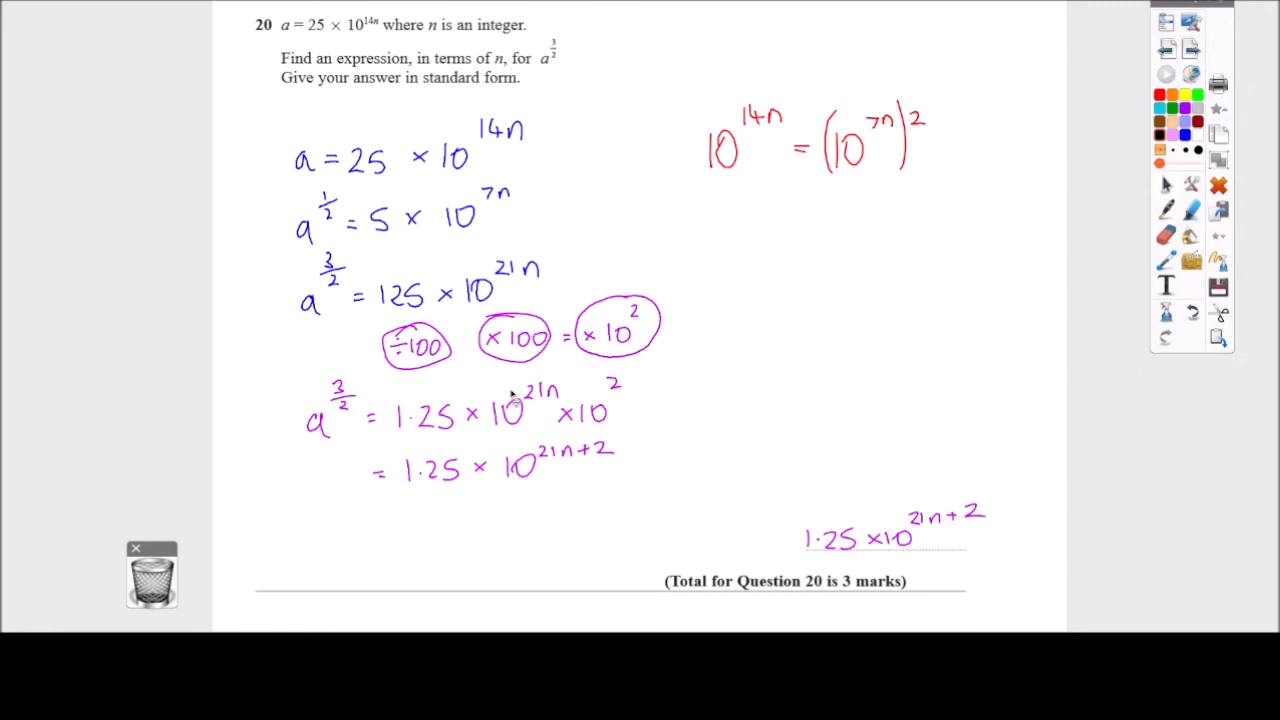 20 a = 25 × 10^14n where n is an integer.
Find an expression, in terms of n, for a^3/2
Give your answer in standard form.
10^14n = (10^7n)^2
a = 25 × 10^14n
a^1/2 = 5 × 10^7n
a^3/2 = 125 × 10^21n
÷100 ×100 = ×10^2
a^3/2 = 1.25 × 10^21n × 10^2
= 1.25 × 10^21n+2
1.25 ×10^21n+2
(Total for Question 20 is 3 marks)
T